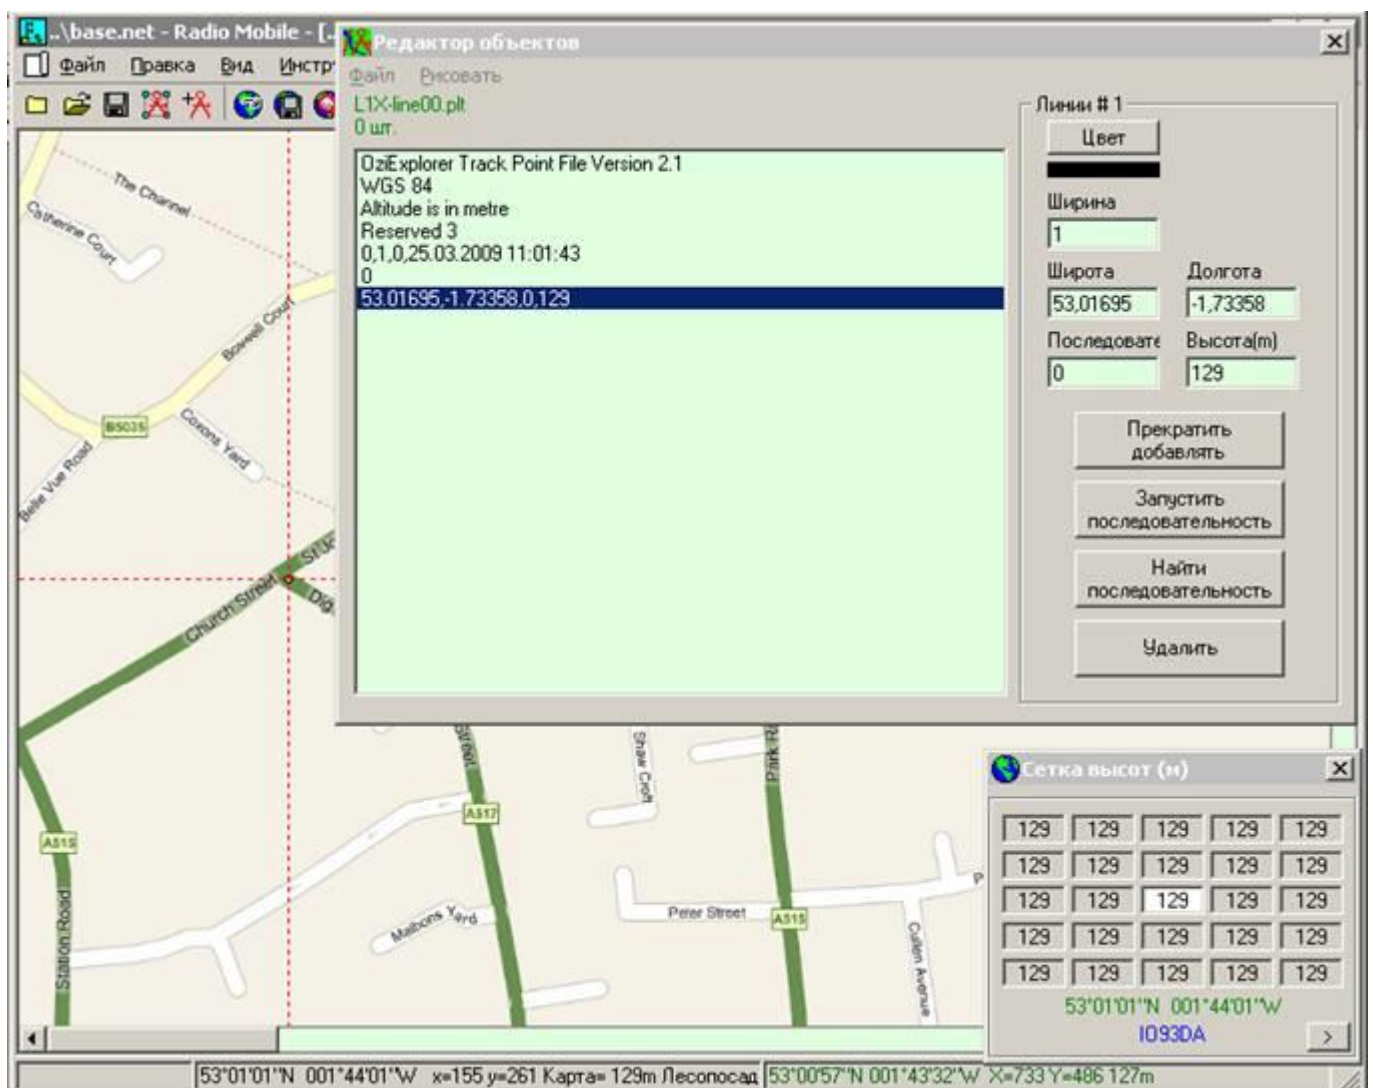 ..\base.net - Radio Mobile - [..
Файл Правка Вид
Редактор объектов
Файл Рисовать
L1X-line00.plt
0 шт.
OziExplorer Track Point File Version 2.1
WGS 84
Altitude is in metre
Reserved 3
0,1,0,25.03.2009 11:01:43
0
53.01695,-1.73358,0,129
Линии # 1
Цвет
Ширина
1
Широта Долгота
53,01695 -1,73358
Последовате Высота(m)
0 129
Прекратить
добавлять
Запустить
последовательность
Найти
последовательность
Удалить
The Channel
Catherine Court
Boswell Court
B5035
Coxons Yard
Belle Vue Road
Church Street
Street
Shaw Croft
A517
A515
Station Road
Malbons Yard
Peter Street
A515
Cullen Avenue
Сетка высот (м)
129 129 129 129 129
129 129 129 129 129
129 129 129 129 129
129 129 129 129 129
129 129 129 129 129
53°01'01''N 001°44'01''W
IO93DA
>
53°01'01''N 001°44'01''W x=155 y=261 Карта= 129m Лесопосад 53°00'57''N 001°43'32''W X=733 Y=486 127m